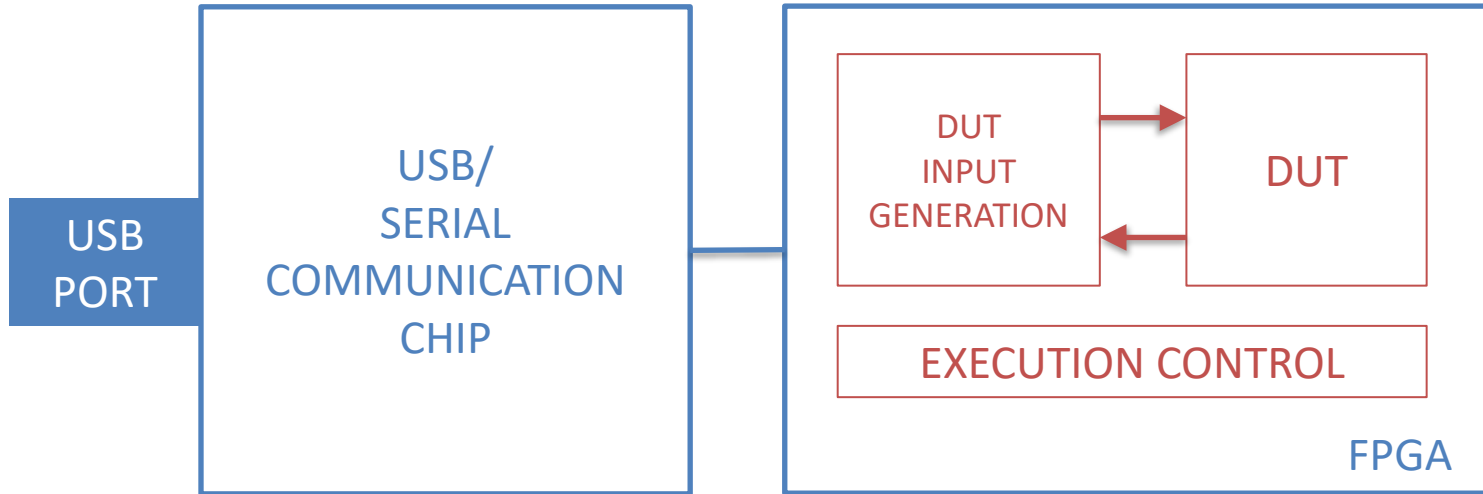 USB
PORT
USB/
SERIAL
COMMUNICATION
CHIP
DUT
INPUT
GENERATION
DUT
EXECUTION CONTROL
FPGA